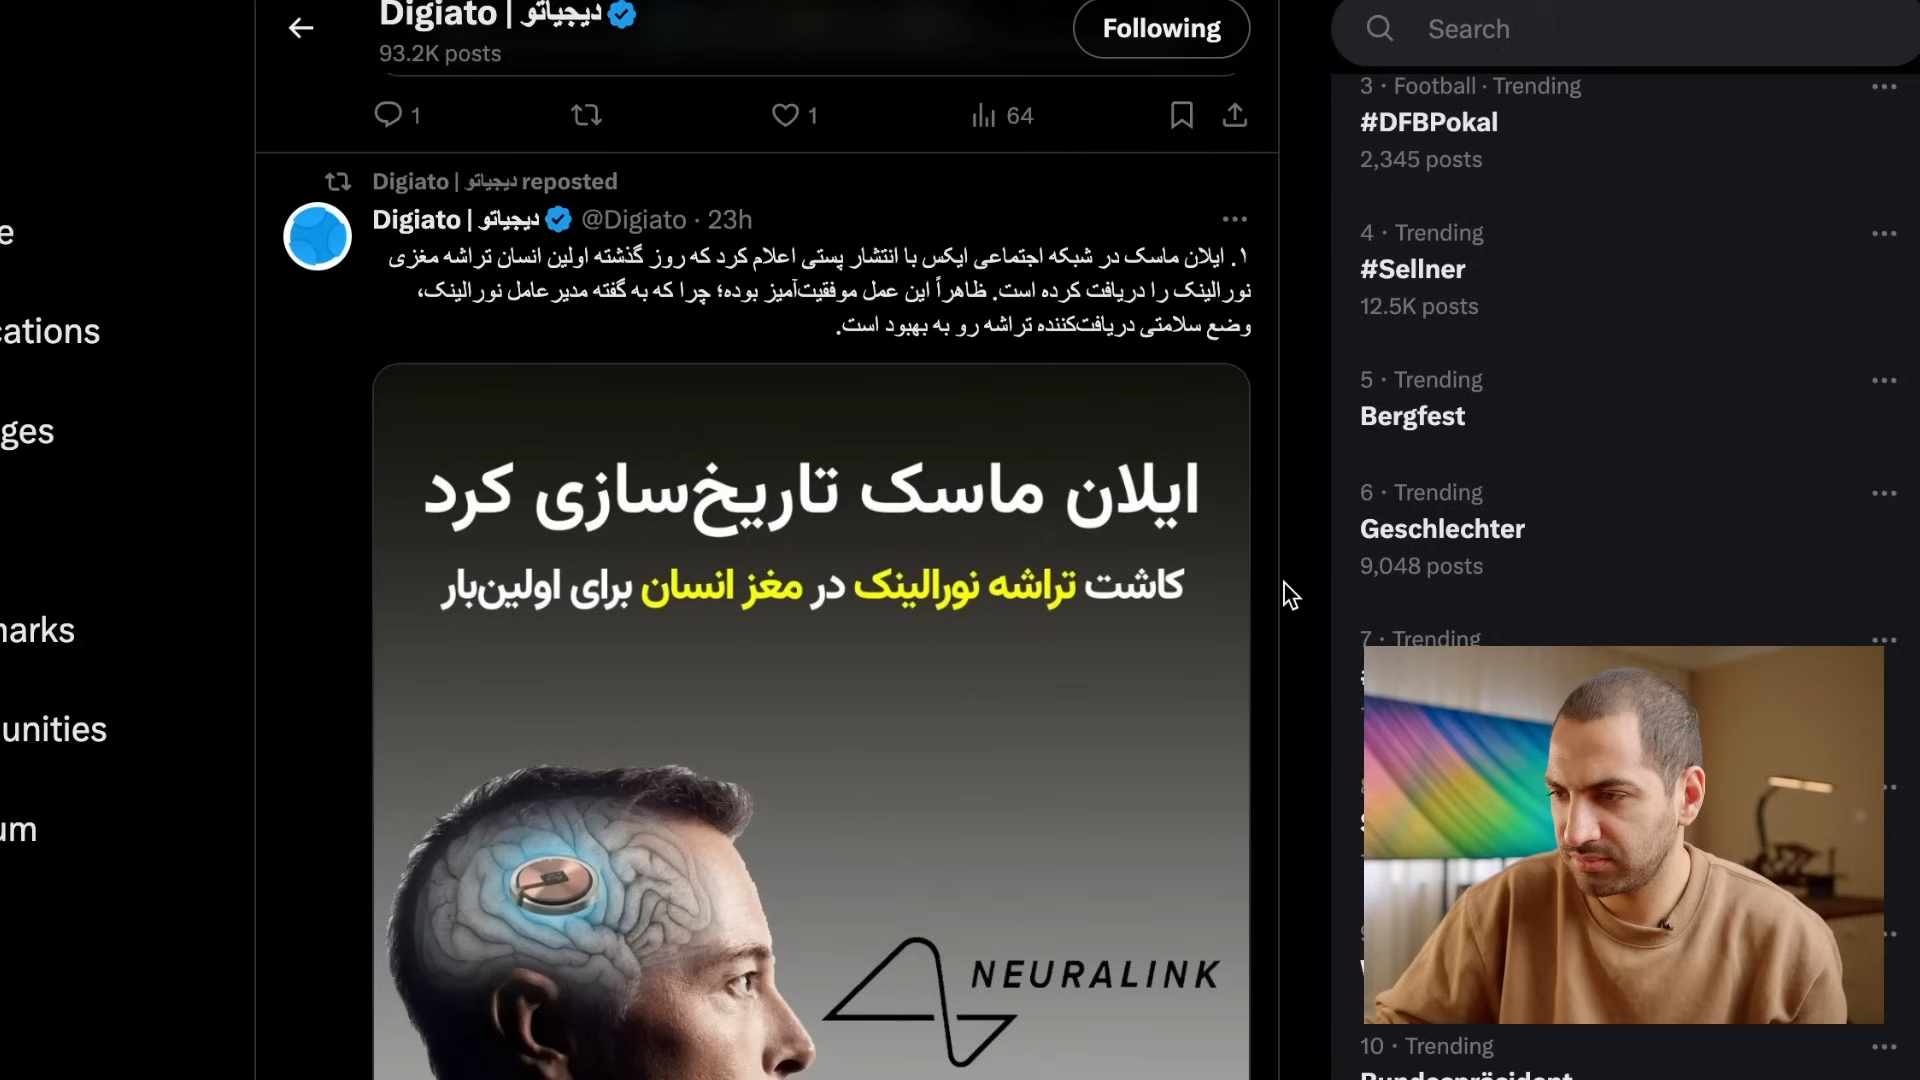 Digiato | دیجیاتو
93.2K posts
Following
Search
1
1
64
Digiato | دیجیاتو reposted
Digiato | دیجیاتو @Digiato · 23h
۱. ایلان ماسک در شبکه اجتماعی ایکس با انتشار پستی اعلام کرد که روز گذشته اولین انسان تراشه مغزی
نورالینک را دریافت کرده است. ظاهراً این عمل موفقیت‌آمیز بوده؛ چرا که به گفته مدیرعامل نورالینک،
وضع سلامتی دریافت‌کننده تراشه رو به بهبود است.
ایلان ماسک تاریخ‌سازی کرد
کاشت تراشه نورالینک در مغز انسان برای اولین‌بار
NEURALINK
e
cations
ges
narks
unities
um
3 · Football · Trending
#DFBPokal
2,345 posts
4 · Trending
#Sellner
12.5K posts
5 · Trending
Bergfest
6 · Trending
Geschlechter
9,048 posts
7 · Trending
10 · Trending
Bundespräsident